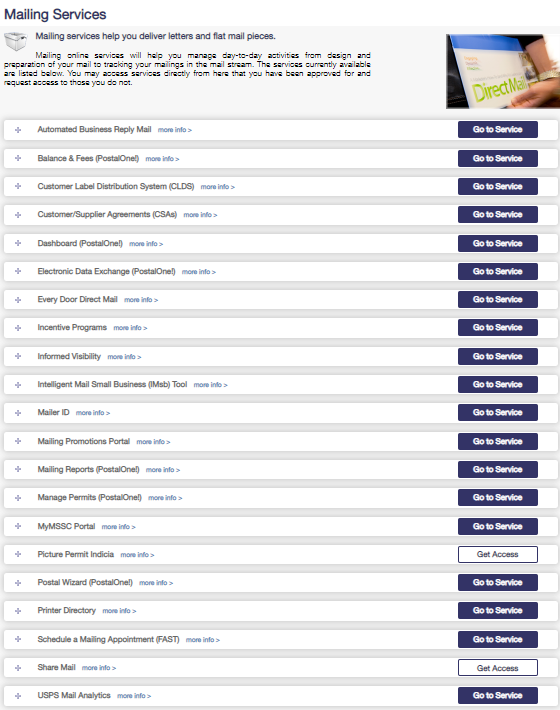 Mailing Services
Mailing services help you deliver letters and flat mail pieces.
Mailing online services will help you manage day-to-day activities from design and
preparation of your mail to tracking your mailings in the mail stream. The services currently available
are listed below. You may access services directly from here that you have been approved for and
request access to those you do not.
DirectMail
Automated Business Reply Mail more info > Go to Service
Balance & Fees (PostalOne!) more info > Go to Service
Customer Label Distribution System (CLDS) more info > Go to Service
Customer/Supplier Agreements (CSAs) more info > Go to Service
Dashboard (PostalOne!) more info > Go to Service
Electronic Data Exchange (PostalOne!) more info > Go to Service
Every Door Direct Mail more info > Go to Service
Incentive Programs more info > Go to Service
Informed Visibility more info > Go to Service
Intelligent Mail Small Business (IMsb) Tool more info > Go to Service
Mailer ID more info > Go to Service
Mailing Promotions Portal more info > Go to Service
Mailing Reports (PostalOne!) more info > Go to Service
Manage Permits (PostalOne!) more info > Go to Service
MyMSSC Portal more info > Go to Service
Picture Permit Indicia more info > Get Access
Postal Wizard (PostalOne!) more info > Go to Service
Printer Directory more info > Go to Service
Schedule a Mailing Appointment (FAST) more info > Go to Service
Share Mail more info > Get Access
USPS Mail Analytics more info > Go to Service